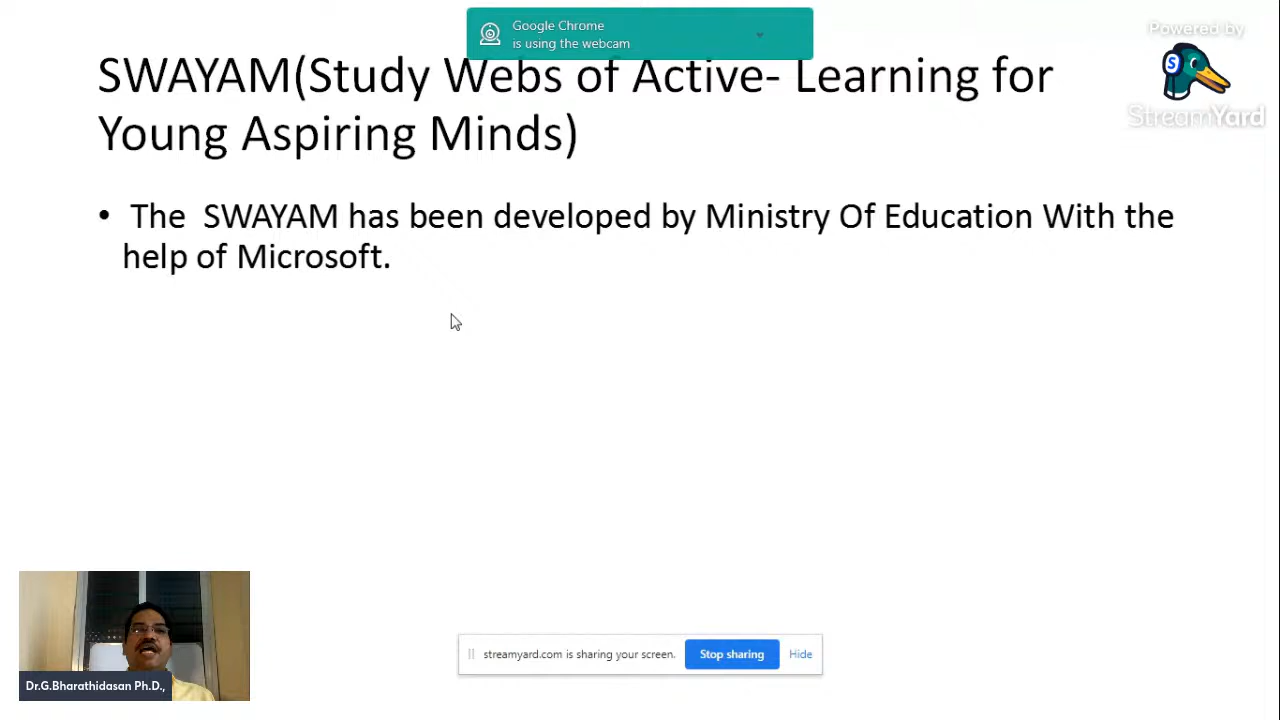 Google Chrome
is using the webcam
Powered by
StreamYard
SWAYAM(Study Webs of Active- Learning for
Young Aspiring Minds)
• The SWAYAM has been developed by Ministry Of Education With the
help of Microsoft.
streamyard.com is sharing your screen.
Stop sharing
Hide
Dr.G.Bharathidasan Ph.D.,